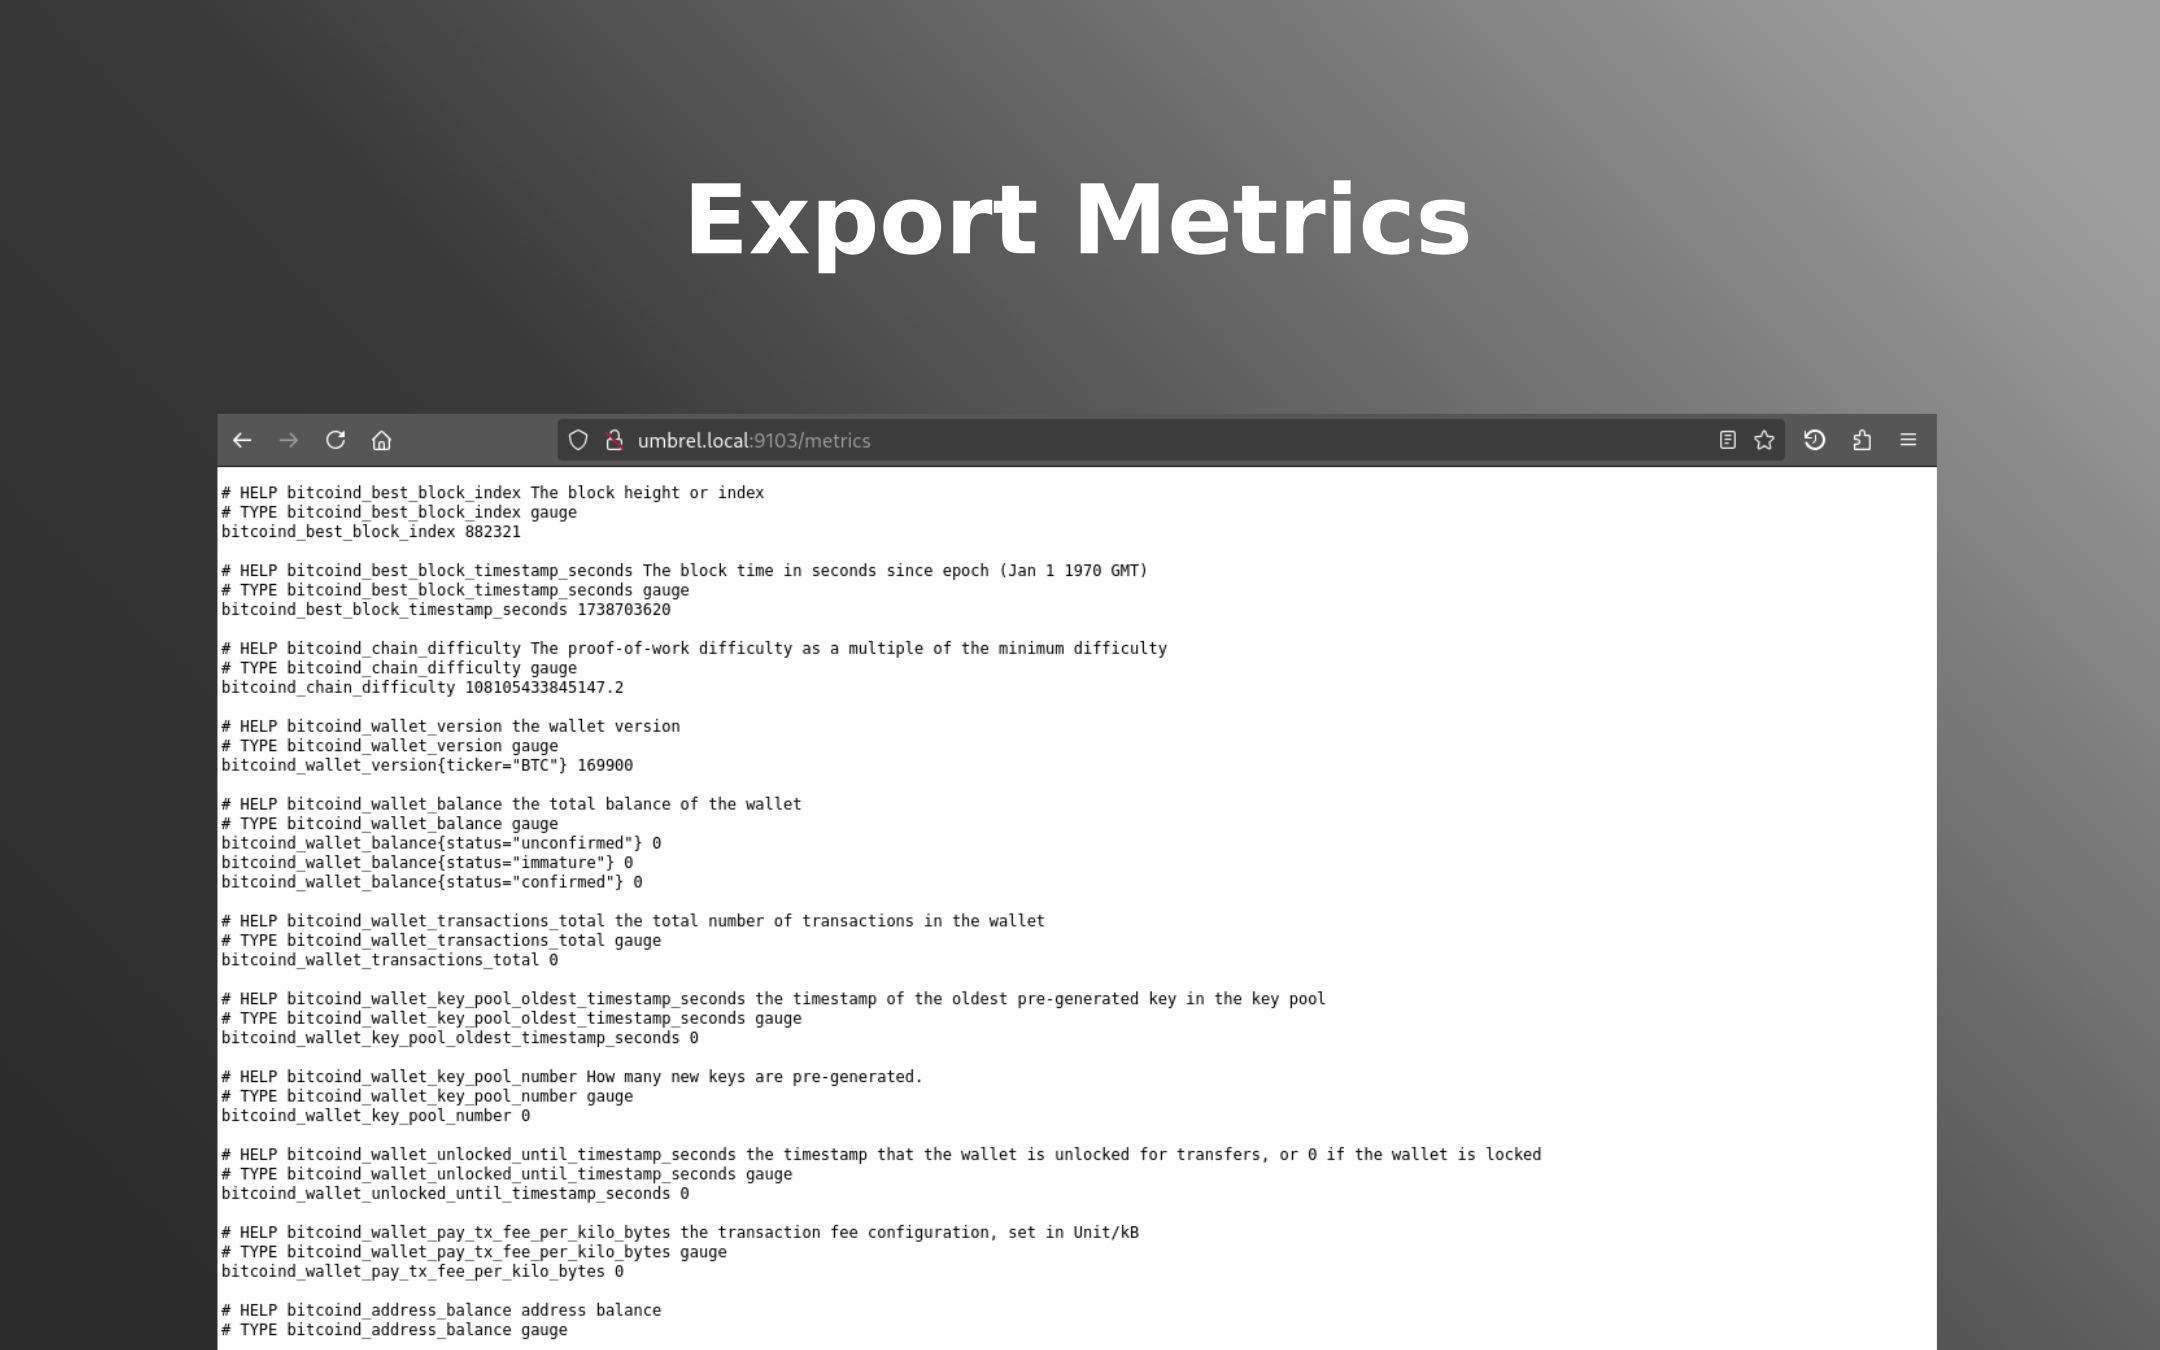 Export Metrics
umbrel.local:9103/metrics
# HELP bitcoind_best_block_index The block height or index
# TYPE bitcoind_best_block_index gauge
bitcoind_best_block_index 882321
# HELP bitcoind_best_block_timestamp_seconds The block time in seconds since epoch (Jan 1 1970 GMT)
# TYPE bitcoind_best_block_timestamp_seconds gauge
bitcoind_best_block_timestamp_seconds 1738703620
# HELP bitcoind_chain_difficulty The proof-of-work difficulty as a multiple of the minimum difficulty
# TYPE bitcoind_chain_difficulty gauge
bitcoind_chain_difficulty 108105433845147.2
# HELP bitcoind_wallet_version the wallet version
# TYPE bitcoind_wallet_version gauge
bitcoind_wallet_version{ticker="BTC"} 169900
# HELP bitcoind_wallet_balance the total balance of the wallet
# TYPE bitcoind_wallet_balance gauge
bitcoind_wallet_balance{status="unconfirmed"} 0
bitcoind_wallet_balance{status="immature"} 0
bitcoind_wallet_balance{status="confirmed"} 0
# HELP bitcoind_wallet_transactions_total the total number of transactions in the wallet
# TYPE bitcoind_wallet_transactions_total gauge
bitcoind_wallet_transactions_total 0
# HELP bitcoind_wallet_key_pool_oldest_timestamp_seconds the timestamp of the oldest pre-generated key in the key pool
# TYPE bitcoind_wallet_key_pool_oldest_timestamp_seconds gauge
bitcoind_wallet_key_pool_oldest_timestamp_seconds 0
# HELP bitcoind_wallet_key_pool_number How many new keys are pre-generated.
# TYPE bitcoind_wallet_key_pool_number gauge
bitcoind_wallet_key_pool_number 0
# HELP bitcoind_wallet_unlocked_until_timestamp_seconds the timestamp that the wallet is unlocked for transfers, or 0 if the wallet is locked
# TYPE bitcoind_wallet_unlocked_until_timestamp_seconds gauge
bitcoind_wallet_unlocked_until_timestamp_seconds 0
# HELP bitcoind_wallet_pay_tx_fee_per_kilo_bytes the transaction fee configuration, set in Unit/kB
# TYPE bitcoind_wallet_pay_tx_fee_per_kilo_bytes gauge
bitcoind_wallet_pay_tx_fee_per_kilo_bytes 0
# HELP bitcoind_address_balance address balance
# TYPE bitcoind_address_balance gauge